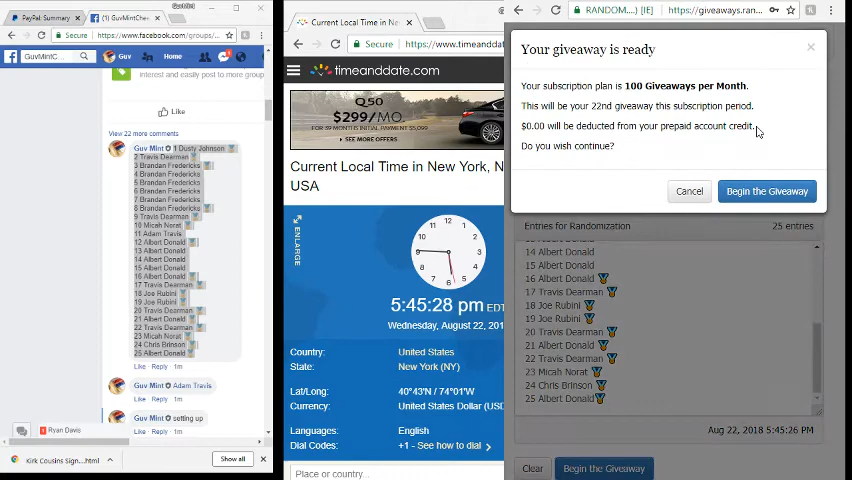 PayPal: Summary
GuvMintChee
Secure
https://www.facebook.com/groups/
GuvMintCh
Guv
Home
interest and easily suggest to more group
Like
View 22 more comments
Guv Mint 1 Dusty Johnson
2 Travis Dearman
3 Brandan Fredericks
4 Brandan Fredericks
5 Brandan Fredericks
6 Brandan Fredericks
7 Brandan Fredericks
8 Brandan Fredericks
9 Travis Dearman
10 Micah Norat
11 Adam Travis
12 Albert Donald
13 Albert Donald
14 Albert Donald
15 Albert Donald
16 Albert Donald
17 Travis Dearman
18 Joe Rubini
19 Joe Rubini
20 Travis Dearman
21 Albert Donald
22 Travis Dearman
23 Micah Norat
24 Chris Brinson
25 Albert Donald
Like · Reply · 1m
Guv Mint Adam Travis
Like · Reply · 1m
Guv Mint setting up
Like · Reply · 1m
Ryan Davis
Kirk Cousins Sign....html
Show all
Current Local Time in Ne
Secure
https://www.timeanddat
timeanddate.com
Q50
$299/MO.
FOR 39 MONTHS. INITIAL PAYMENT $5,099
SEE MORE OFFERS
Current Local Time in New York, N
USA
ENLARGE
12
1
2
3
4
5
6
7
8
9
10
11
5:45:28 pm EDT
Wednesday, August 22, 201
Country: United States
State: New York (NY)
Lat/Long: 40°43'N / 74°01'W
Currency: United States Dollar (USD
Languages: English
Dial Codes: +1 - See how to dial
Place or country...
RANDOM....) [IE]
https://giveaways.ran
Your giveaway is ready
×
Your subscription plan is 100 Giveaways per Month.
This will be your 22nd giveaway this subscription period.
$0.00 will be deducted from your prepaid account credit.
Do you wish continue?
Cancel
Begin the Giveaway
Entries for Randomization
25 entries
14 Albert Donald
15 Albert Donald
16 Albert Donald
17 Travis Dearman
18 Joe Rubini
19 Joe Rubini
20 Travis Dearman
21 Albert Donald
22 Travis Dearman
23 Micah Norat
24 Chris Brinson
25 Albert Donald
Aug 22, 2018 5:45:26 PM
Clear
Begin the Giveaway